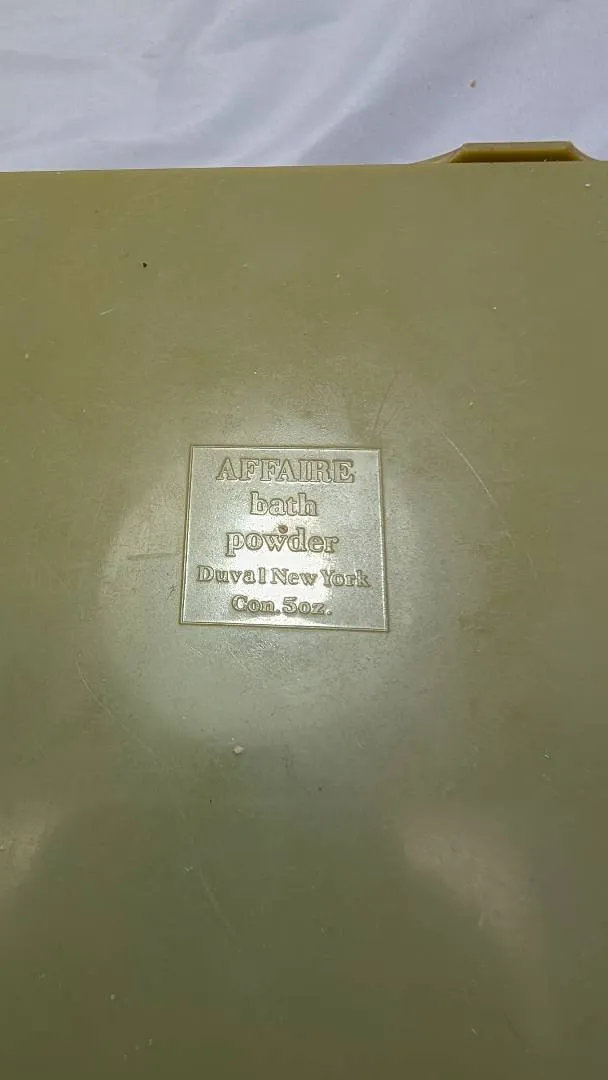 AFFAIRE
bath
powder
Duval New York
Con. 5oz.